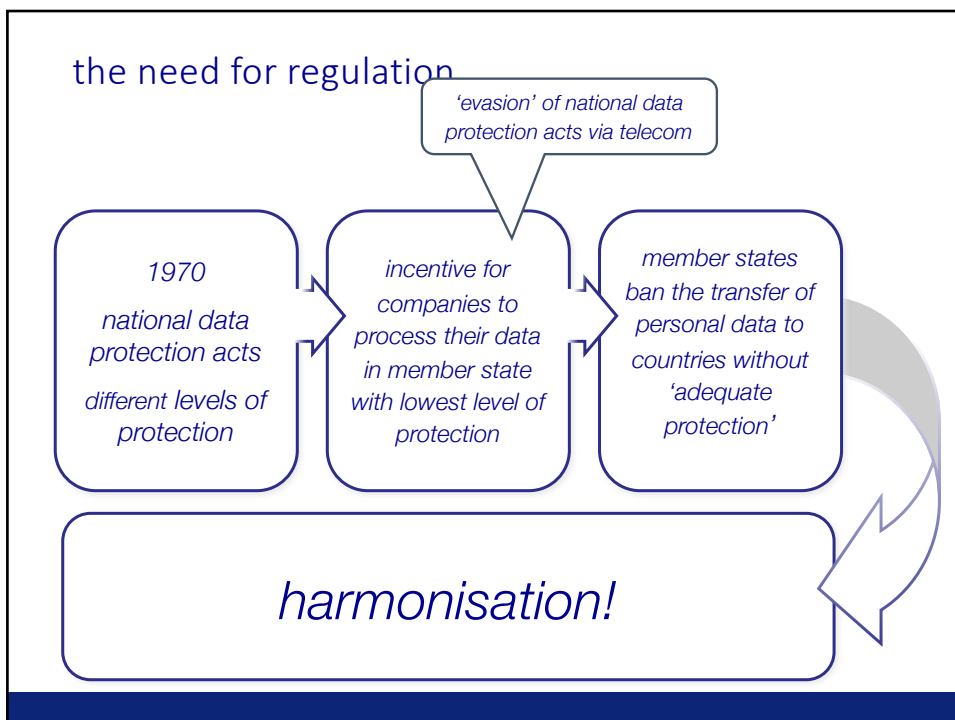 the need for regulation
‘evasion’ of national data
protection acts via telecom
1970
national data
protection acts
different levels of
protection
incentive for
companies to
process their data
in member state
with lowest level of
protection
member states
ban the transfer of
personal data to
countries without
‘adequate
protection’
harmonisation!